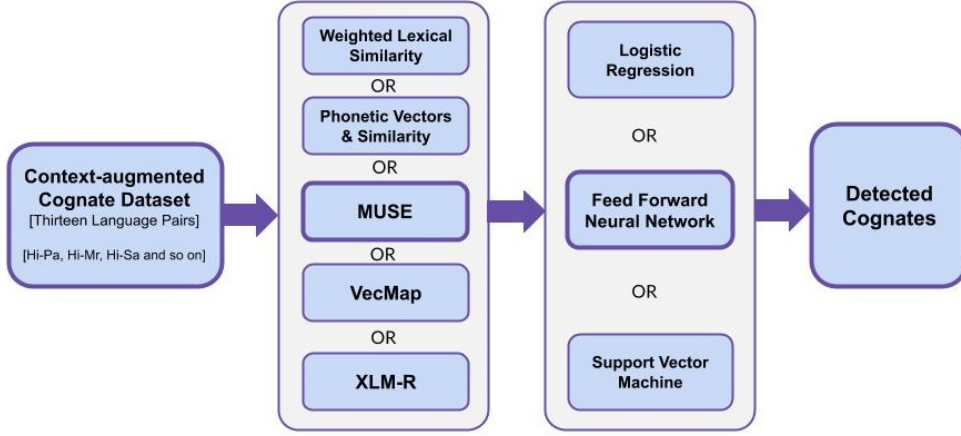 Context-augmented
Cognate Dataset
[Thirteen Language Pairs]
[Hi-Pa, Hi-Mr, Hi-Sa and so on]
Weighted Lexical
Similarity
OR
Phonetic Vectors
& Similarity
OR
MUSE
OR
VecMap
OR
XLM-R
Logistic
Regression
OR
Feed Forward
Neural Network
OR
Support Vector
Machine
Detected
Cognates